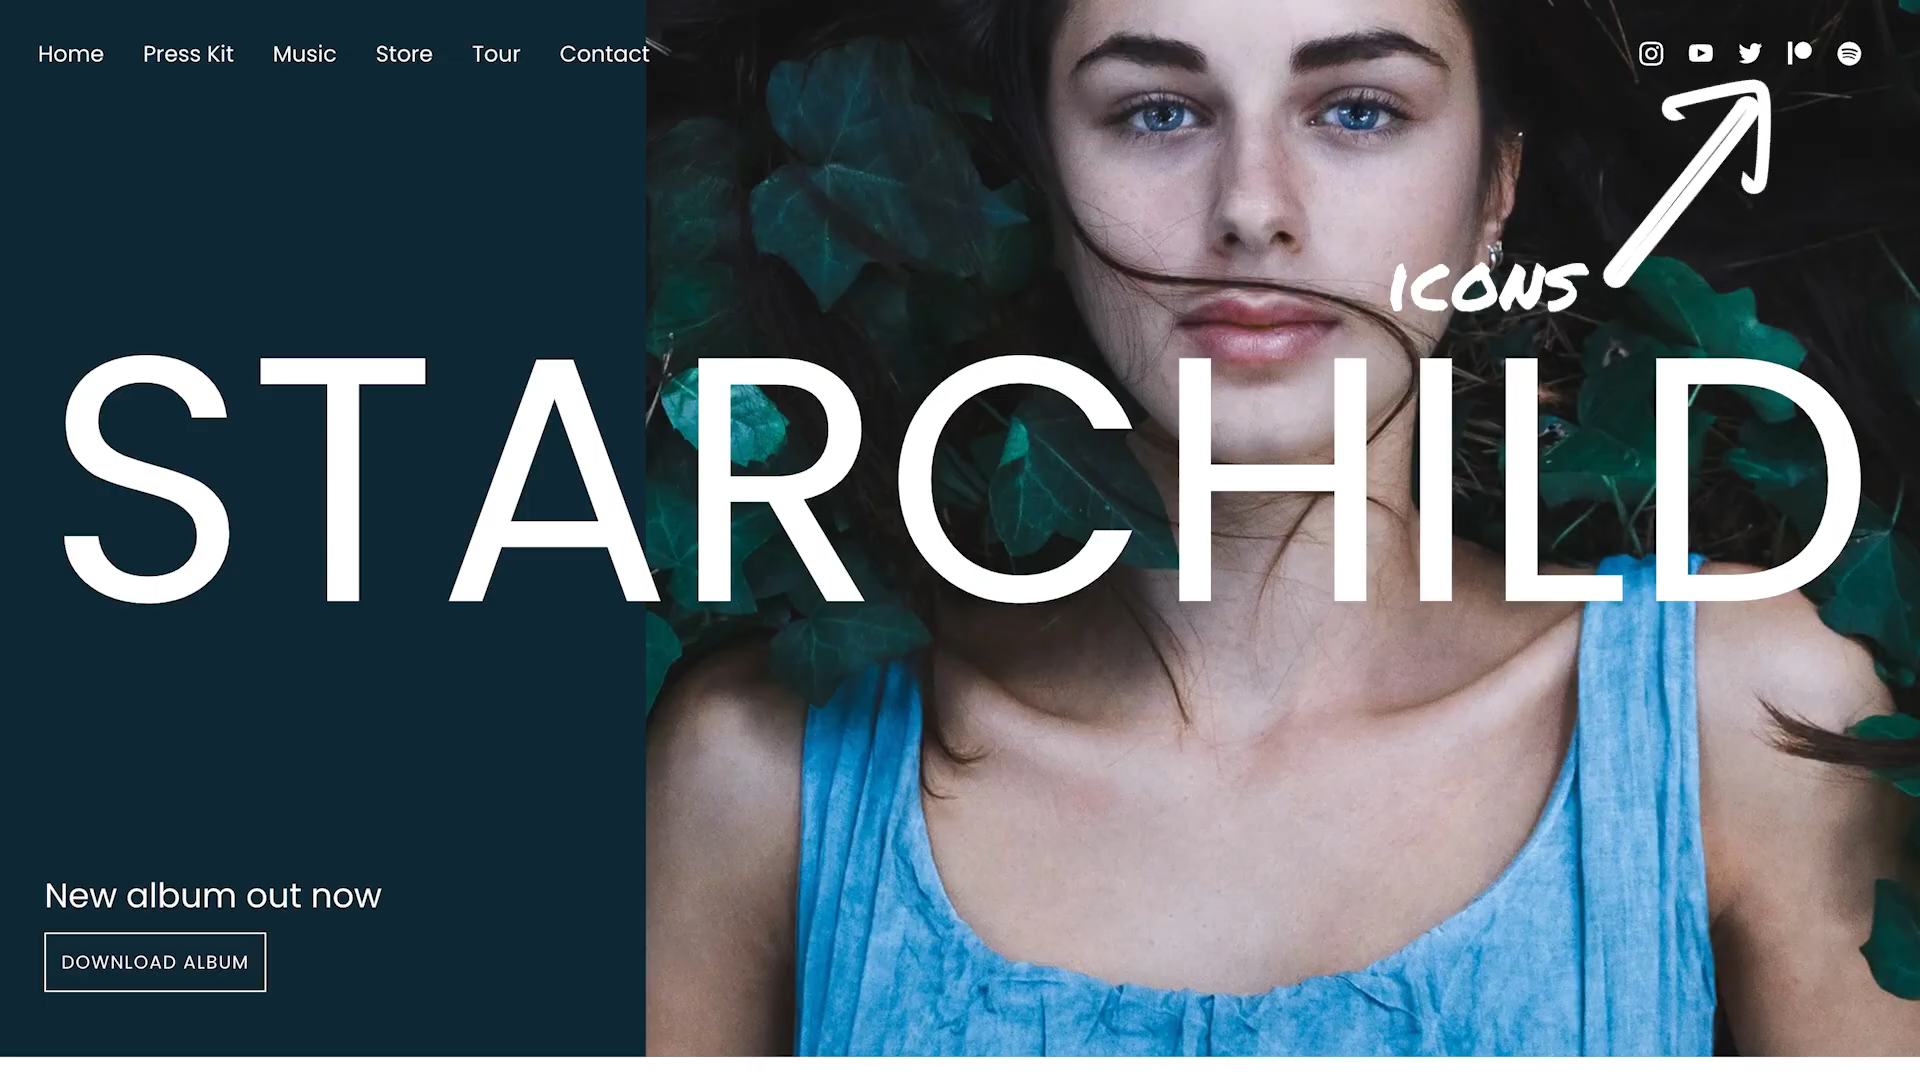 Home Press Kit Music Store Tour Contact
ICONS
STARCHILD
New album out now
DOWNLOAD ALBUM